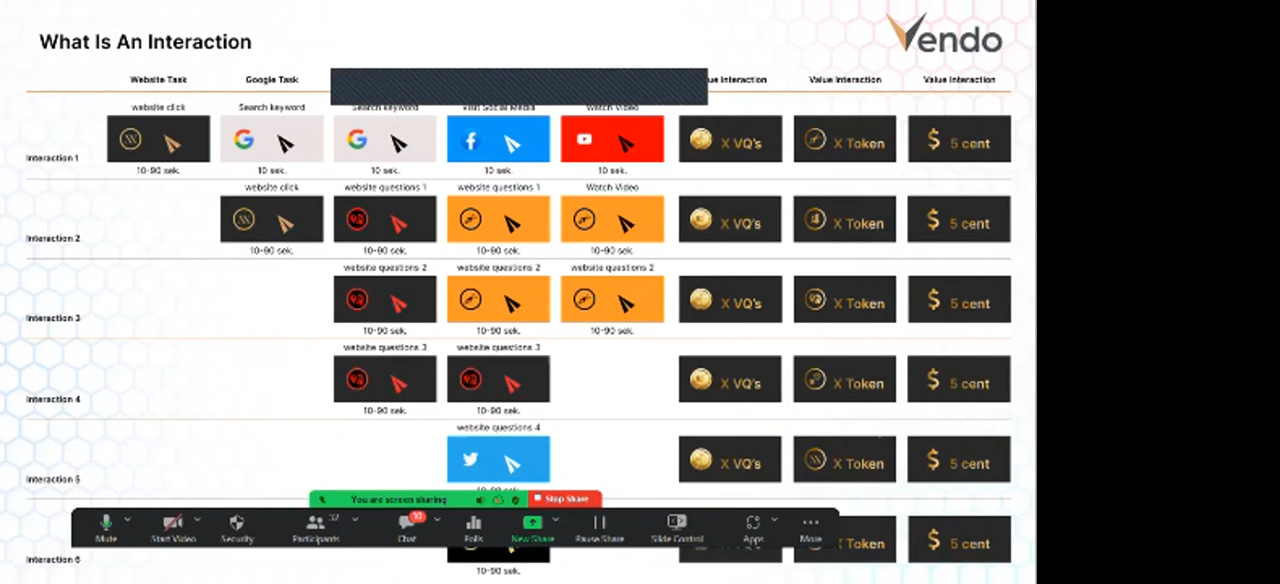 What Is An Interaction
Vendo
Website Task Google Task ue Interaction Value Interaction Value Interaction
website click Search keyword Search keyword Visit Social Media Watch Video
X VQ's X Token $ 5 cent
Interaction 1
10-90 sek. 10 sek. 10 sek. 10 sek. 10 sek.
website click website questions 1 website questions 1 Watch Video
X VQ's X Token $ 5 cent
Interaction 2
10-90 sek. 10-90 sek. 10-90 sek. 10-90 sek.
website questions 2 website questions 2 website questions 2
X VQ's X Token $ 5 cent
Interaction 3
10-90 sek. 10-90 sek. 10-90 sek.
website questions 3 website questions 3
X VQ's X Token $ 5 cent
Interaction 4
10-90 sek. 10-90 sek.
website questions 4
X VQ's X Token $ 5 cent
Interaction 5
You are screen sharing Stop Share
32 10
Mute Start Video Security Participants Chat Polls New Share Pause Share Slide Control Apps More
Token $ 5 cent
Interaction 6
10-90 sek.